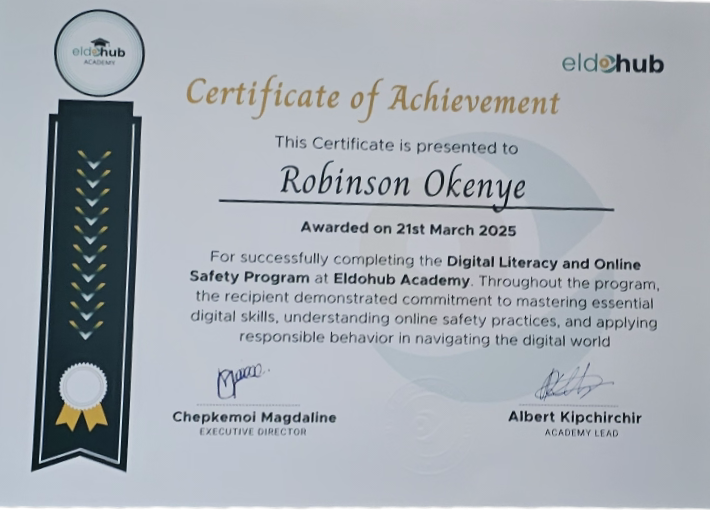 eldohub
ACADEMY
eldohub
Certificate of Achievement
This Certificate is presented to
Robinson Okenye
Awarded on 21st March 2025
For successfully completing the Digital Literacy and Online
Safety Program at Eldohub Academy. Throughout the program,
the recipient demonstrated commitment to mastering essential
digital skills, understanding online safety practices, and applying
responsible behavior in navigating the digital world
Chepkemoi Magdaline
EXECUTIVE DIRECTOR
Albert Kipchirchir
ACADEMY LEAD